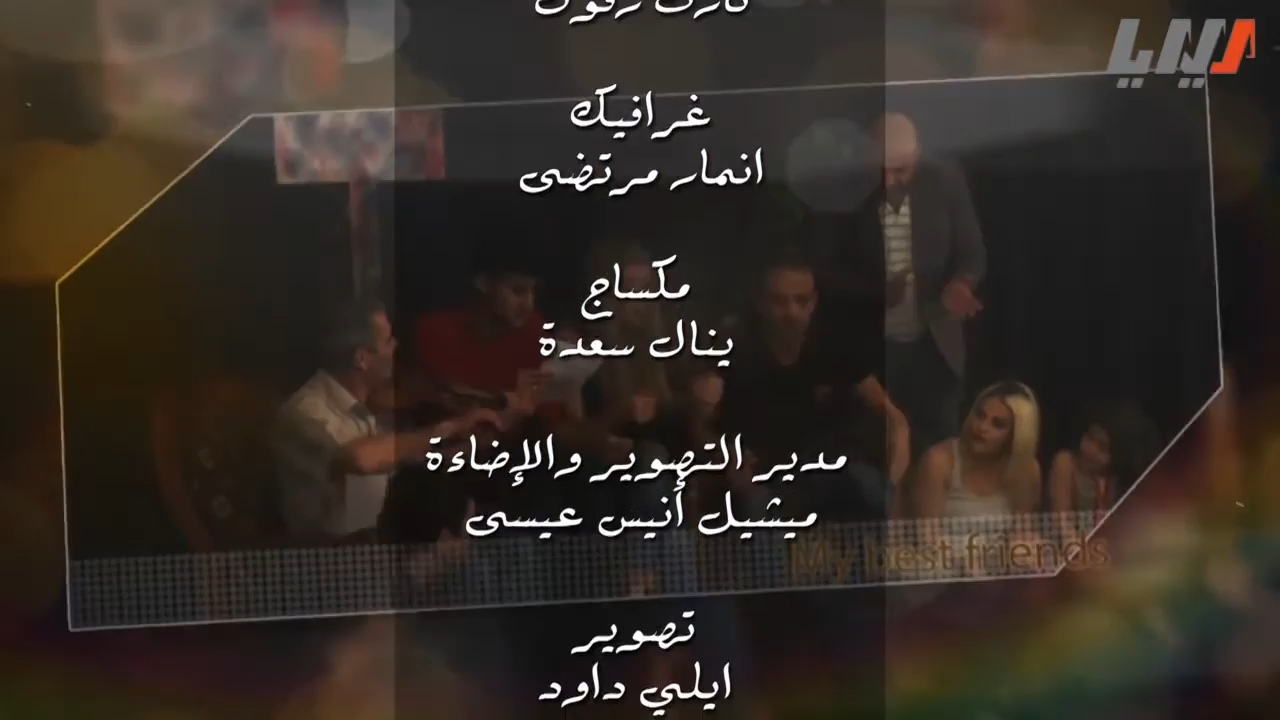 غرافيك
انمار مرتضى
مكساج
ينال سعدة
مدير التصوير والإضاءة
ميشيل أنيس عيسى
My best friends
تصوير
ايلي داود